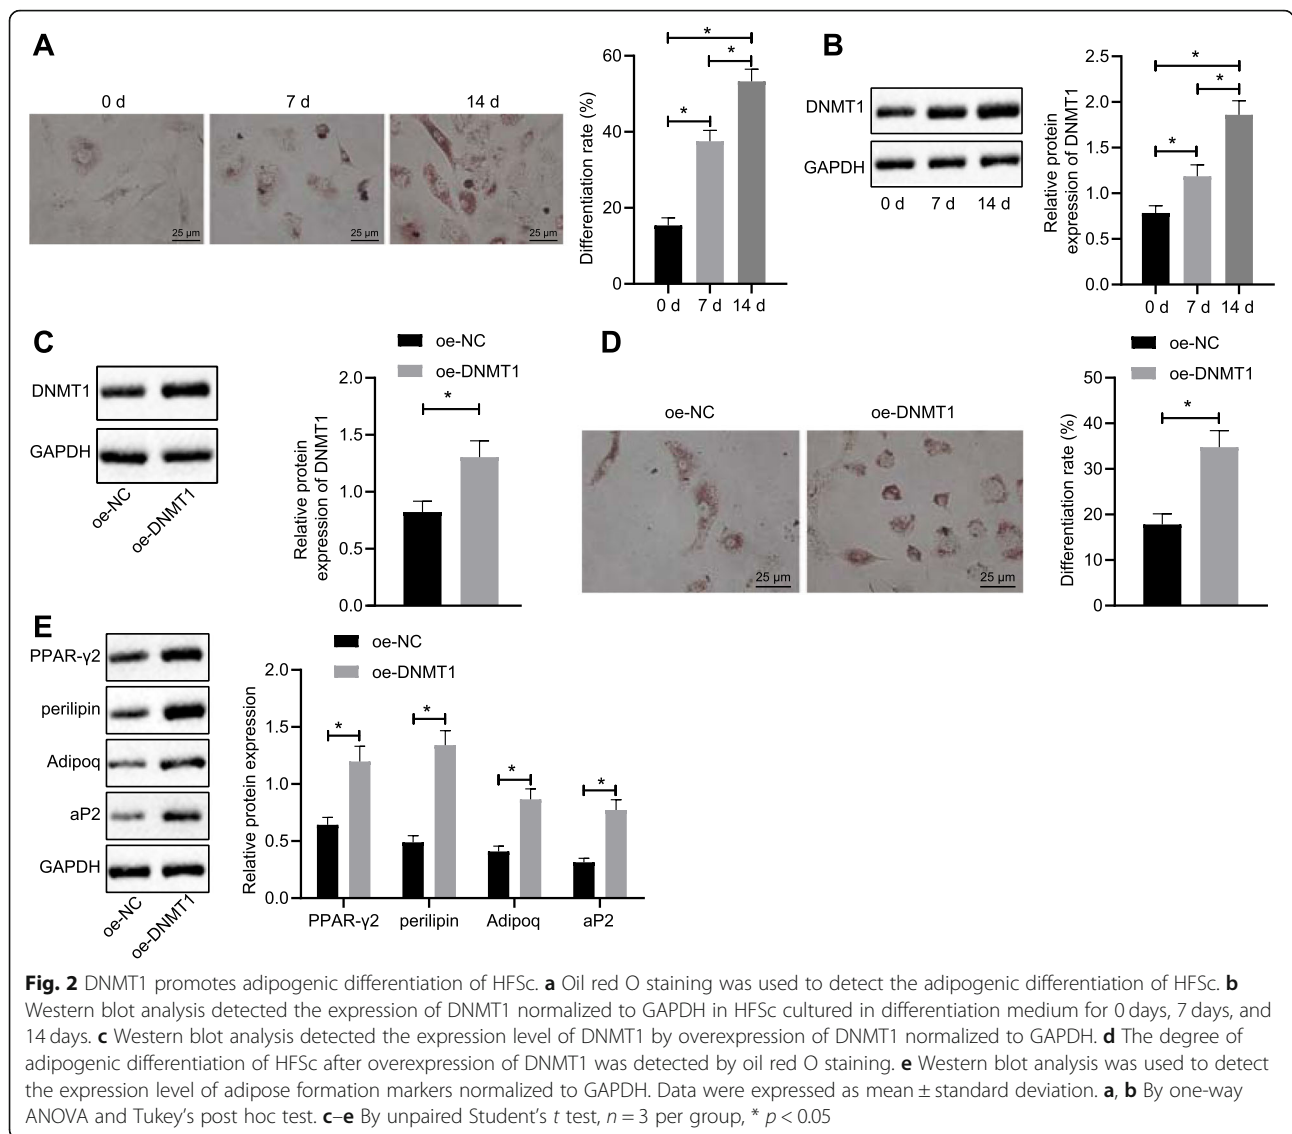 A
0 d
7 d
14 d
25 µm
25 µm
25 µm
Differentiation rate (%)
60
40
20
0
*
*
*
0 d 7 d 14 d
B
DNMT1
GAPDH
0 d 7 d 14 d
Relative protein
expression of DNMT1
2.5
2.0
1.5
1.0
0.5
0.0
*
*
*
0 d 7 d 14 d
C
DNMT1
GAPDH
oe-NC
oe-DNMT1
oe-NC
oe-DNMT1
Relative protein
expression of DNMT1
2.0
1.5
1.0
0.5
0.0
*
D
oe-NC
oe-DNMT1
25 µm
25 µm
oe-NC
oe-DNMT1
Differentiation rate (%)
50
40
30
20
10
0
*
E
PPAR-γ2
perilipin
Adipoq
aP2
GAPDH
oe-NC
oe-DNMT1
oe-NC
oe-DNMT1
Relative protein expression
2.0
1.5
1.0
0.5
0.0
*
*
*
*
PPAR-γ2 perilipin Adipoq aP2
Fig. 2 DNMT1 promotes adipogenic differentiation of HFSc. a Oil red O staining was used to detect the adipogenic differentiation of HFSc. b
Western blot analysis detected the expression of DNMT1 normalized to GAPDH in HFSc cultured in differentiation medium for 0 days, 7 days, and
14 days. c Western blot analysis detected the expression level of DNMT1 by overexpression of DNMT1 normalized to GAPDH. d The degree of
adipogenic differentiation of HFSc after overexpression of DNMT1 was detected by oil red O staining. e Western blot analysis was used to detect
the expression level of adipose formation markers normalized to GAPDH. Data were expressed as mean ± standard deviation. a, b By one-way
ANOVA and Tukey's post hoc test. c–e By unpaired Student's t test, n = 3 per group, * p < 0.05